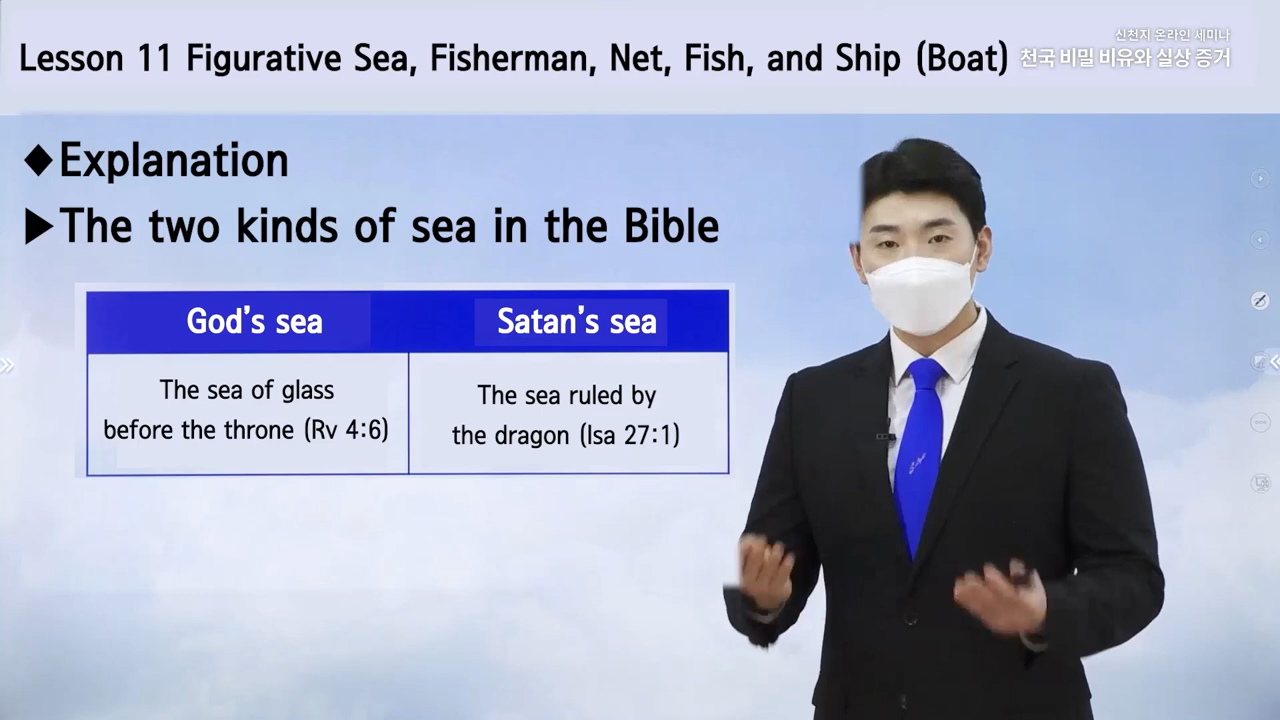 Lesson 11 Figurative Sea, Fisherman, Net, Fish, and Ship (Boat)
신천지 온라인 세미나
천국 비밀 비유와 실상 증거
◆Explanation
▶The two kinds of sea in the Bible
God's sea
Satan's sea
The sea of glass
before the throne (Rv 4:6)
The sea ruled by
the dragon (Isa 27:1)